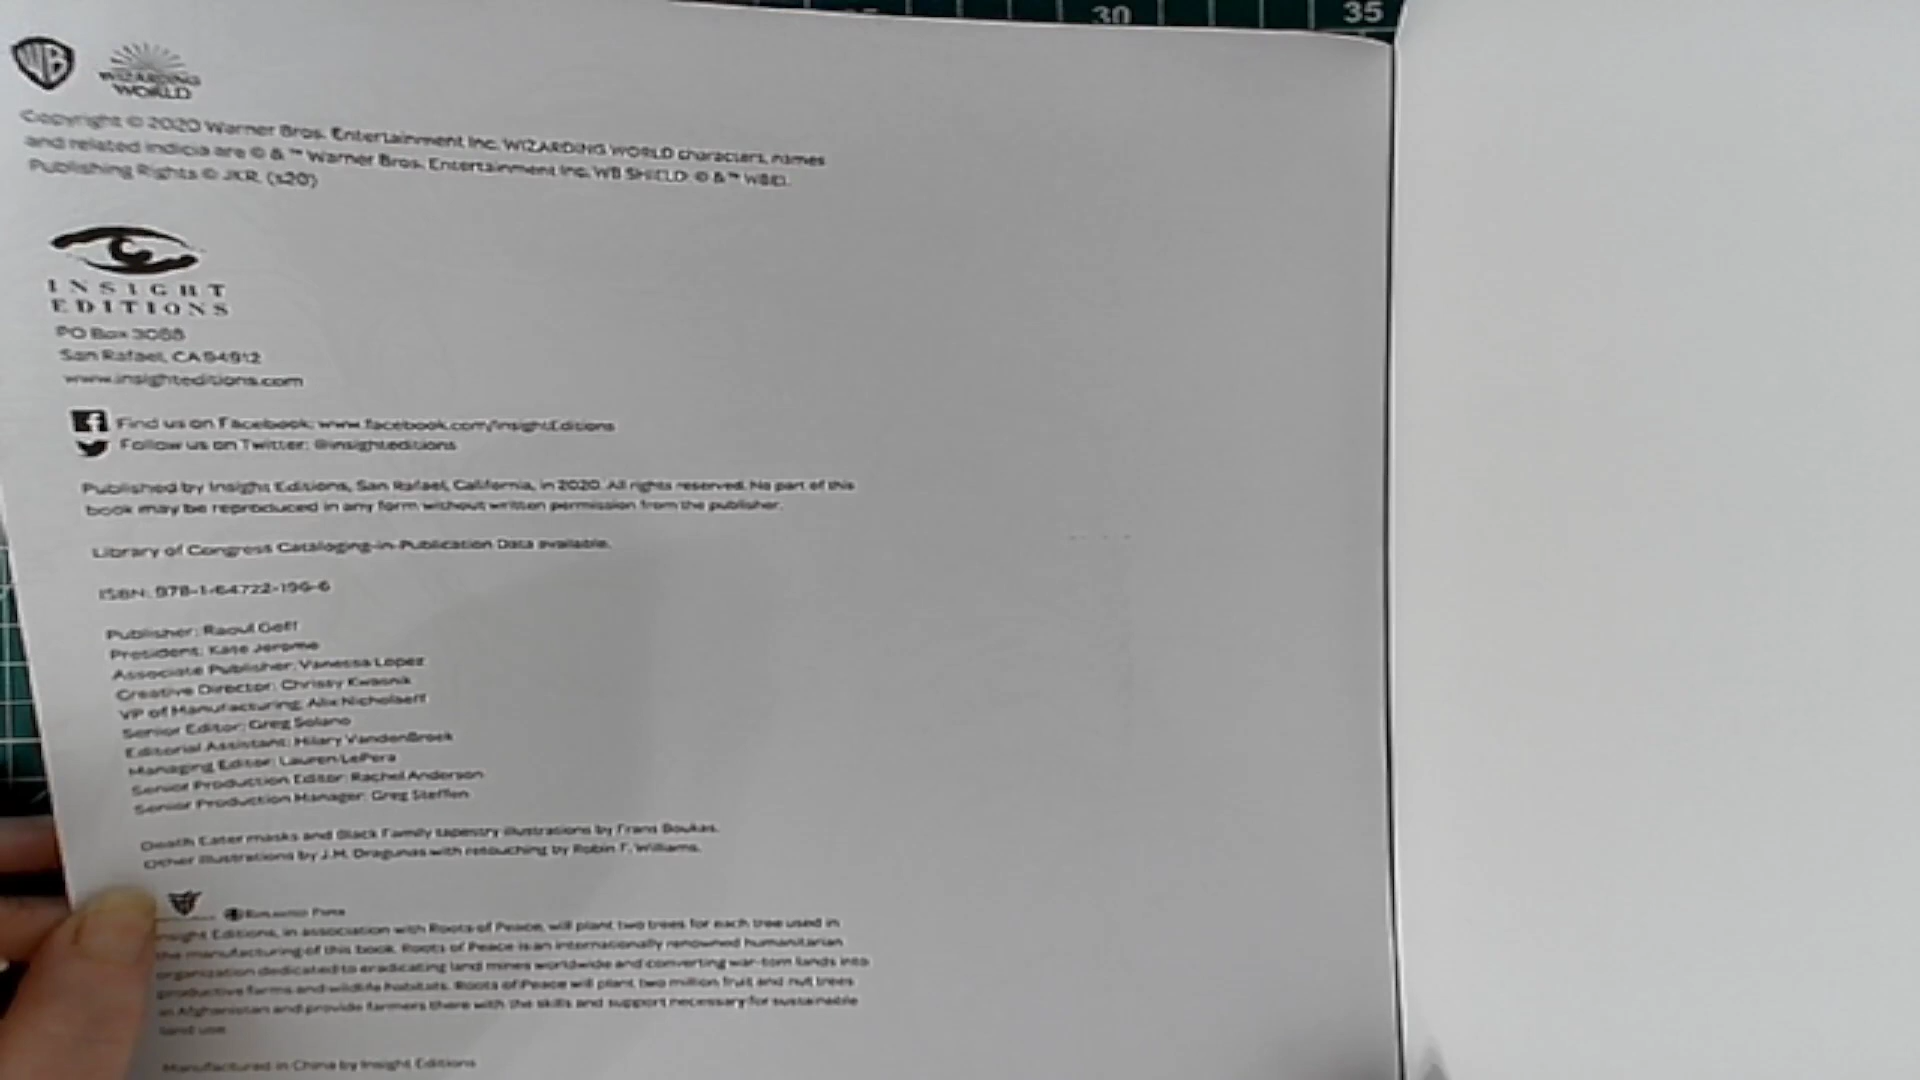 30 35
WB
WIZARDING
WORLD
Copyright © 2020 Warner Bros. Entertainment Inc. WIZARDING WORLD characters, names
and related indicia are © & ™ Warner Bros. Entertainment Inc. WB SHIELD: © & ™ WBEI.
Publishing Rights © JKR. (s20)
INSIGHT
EDITIONS
PO Box 3088
San Rafael, CA 94912
www.insighteditions.com
Find us on Facebook: www.facebook.com/InsightEditions
Follow us on Twitter: @insighteditions
Published by Insight Editions, San Rafael, California, in 2020. All rights reserved. No part of this
book may be reproduced in any form without written permission from the publisher.
Library of Congress Cataloging-in-Publication Data available.
ISBN: 978-1-64722-196-6
Publisher: Raoul Goff
President: Kate Jerome
Associate Publisher: Vanessa Lopez
Creative Director: Chrissy Kwasnik
VP of Manufacturing: Alix Nicholaeff
Senior Editor: Greg Solano
Editorial Assistant: Hilary VandenBroek
Managing Editor: Lauren LePera
Senior Production Editor: Rachel Anderson
Senior Production Manager: Greg Steffen
Death Eater masks and Black Family tapestry illustrations by Frans Boukas.
Other illustrations by J.M. Dragunas with retouching by Robin F. Williams.
Replanted Paper
Insight Editions, in association with Roots of Peace, will plant two trees for each tree used in
the manufacturing of this book. Roots of Peace is an internationally renowned humanitarian
organization dedicated to eradicating land mines worldwide and converting war-torn lands into
productive farms and wildlife habitats. Roots of Peace will plant two million fruit and nut trees
in Afghanistan and provide farmers there with the skills and support necessary for sustainable
land use.
Manufactured in China by Insight Editions